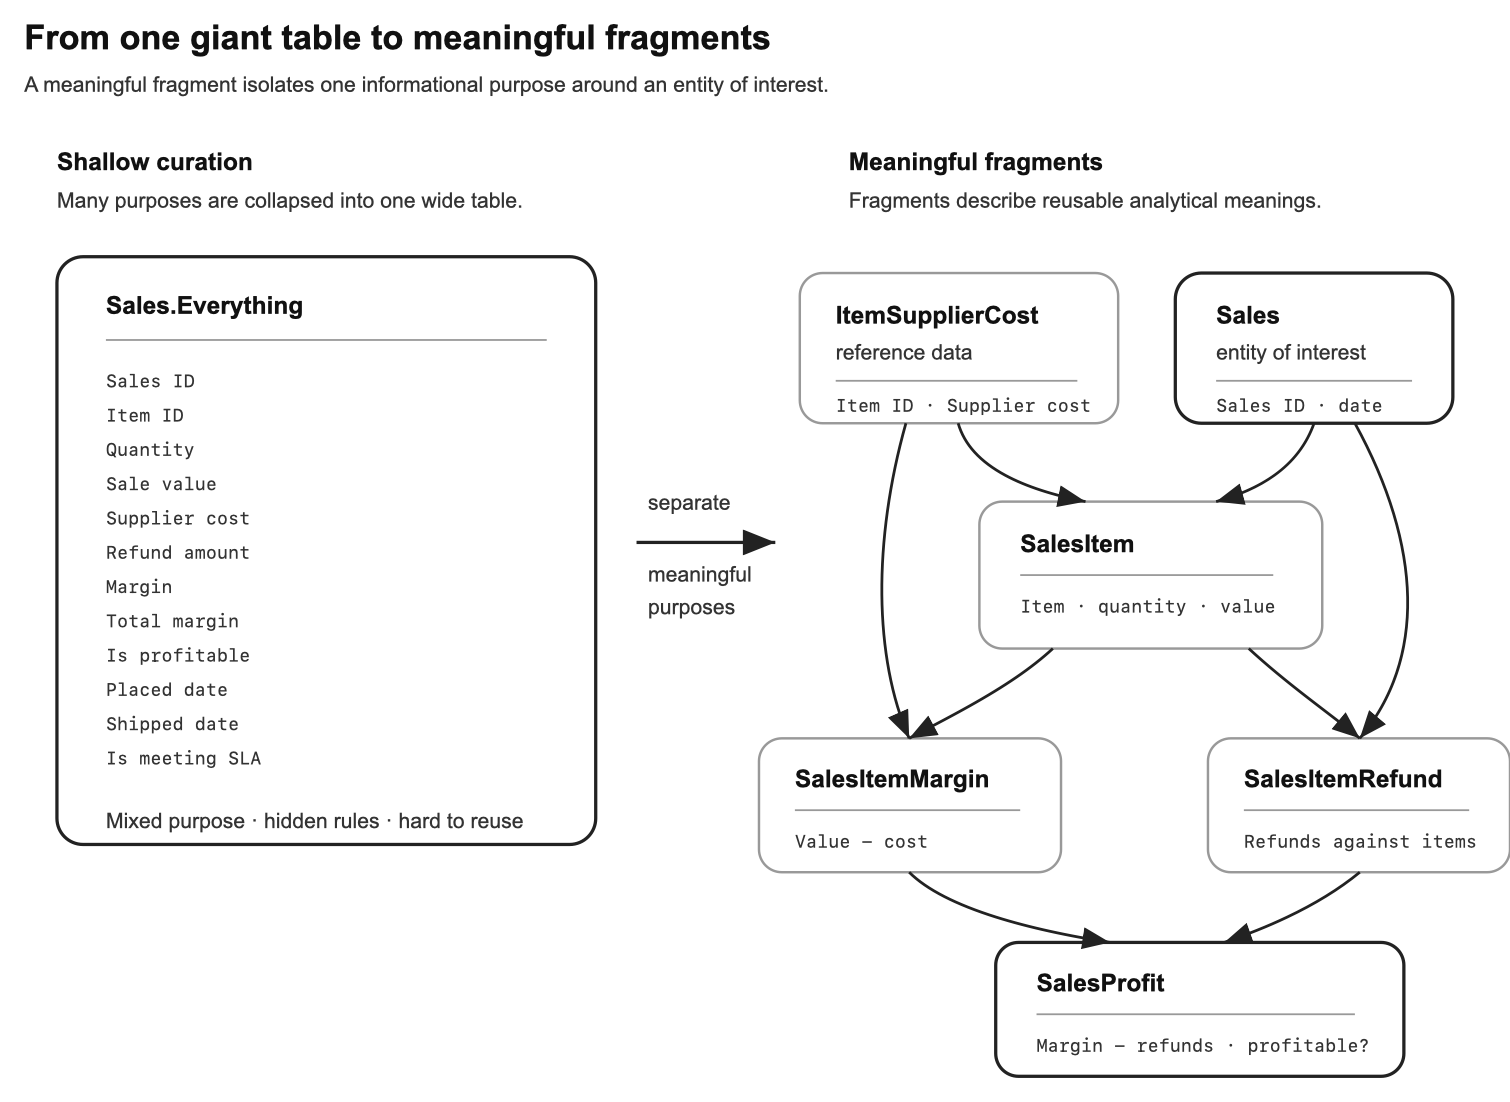 From one giant table to meaningful fragments
A meaningful fragment isolates one informational purpose around an entity of interest.
Shallow curation
Many purposes are collapsed into one wide table.
Sales.Everything
Sales ID
Item ID
Quantity
Sale value
Supplier cost
Refund amount
Margin
Total margin
Is profitable
Placed date
Shipped date
Is meeting SLA
Mixed purpose · hidden rules · hard to reuse
separate
meaningful
purposes
Meaningful fragments
Fragments describe reusable analytical meanings.
ItemSupplierCost
reference data
Item ID · Supplier cost
Sales
entity of interest
Sales ID · date
SalesItem
Item · quantity · value
SalesItemMargin
Value – cost
SalesItemRefund
Refunds against items
SalesProfit
Margin – refunds · profitable?